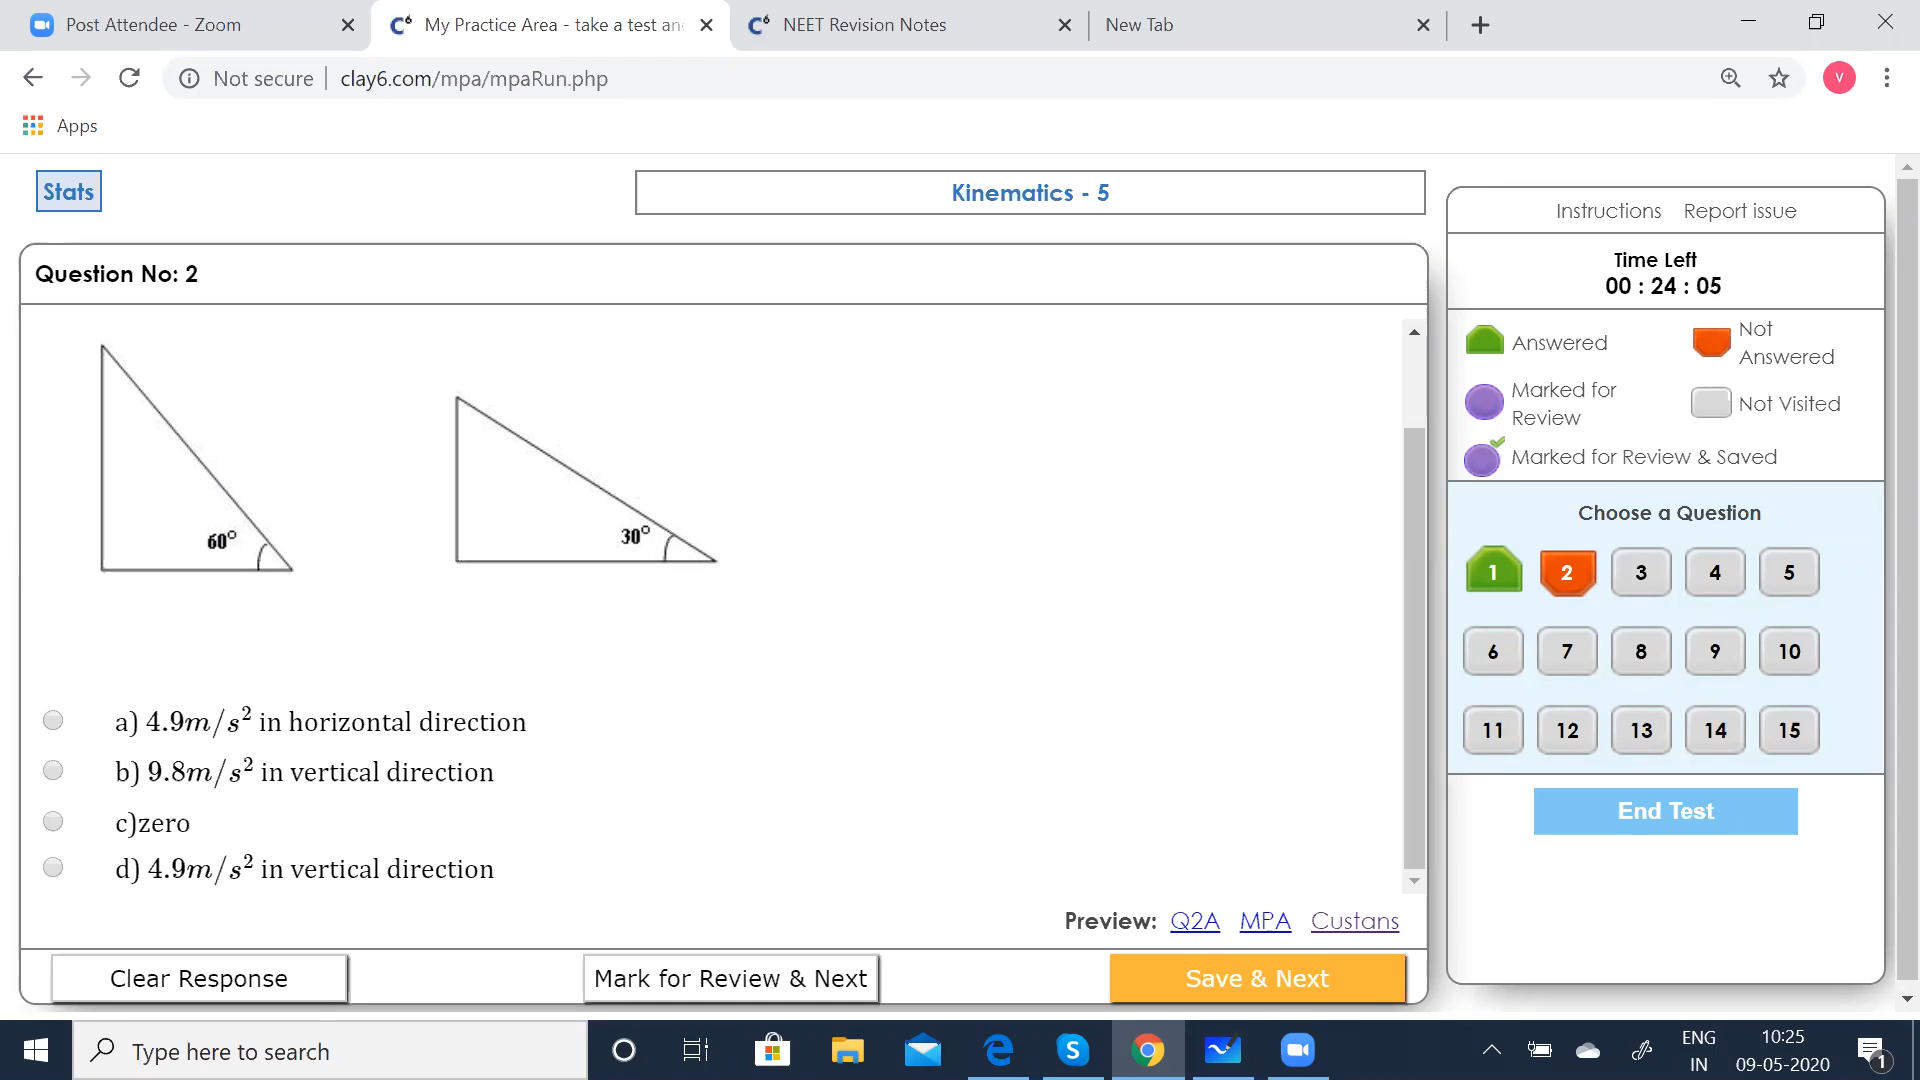 Post Attendee - Zoom
My Practice Area - take a test an
NEET Revision Notes
New Tab
Not secure
clay6.com/mpa/mpaRun.php
V
Apps
Stats
Kinematics - 5
Instructions Report issue
Question No: 2
Time Left
00 : 24 : 05
Answered
Not Answered
Marked for Review
Not Visited
Marked for Review & Saved
60°
30°
Choose a Question
1 2 3 4 5
6 7 8 9 10
11 12 13 14 15
End Test
a) 4.9m/s² in horizontal direction
b) 9.8m/s² in vertical direction
c)zero
d) 4.9m/s² in vertical direction
Preview: Q2A MPA Custans
Clear Response
Mark for Review & Next
Save & Next
Type here to search
ENG
IN
10:25
09-05-2020
1